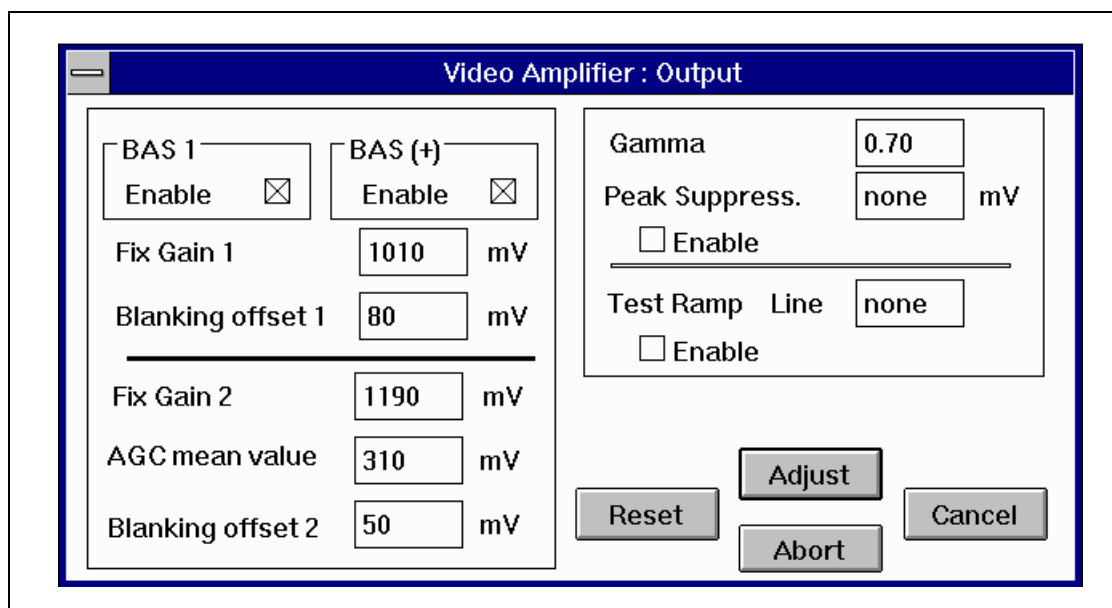 Video Amplifier : Output
BAS 1
Enable
BAS (+)
Enable
Fix Gain 1 1010 mV
Blanking offset 1 80 mV
Fix Gain 2 1190 mV
AGC mean value 310 mV
Blanking offset 2 50 mV
Gamma 0.70
Peak Suppress. none mV
Enable
Test Ramp Line none
Enable
Reset
Adjust
Abort
Cancel